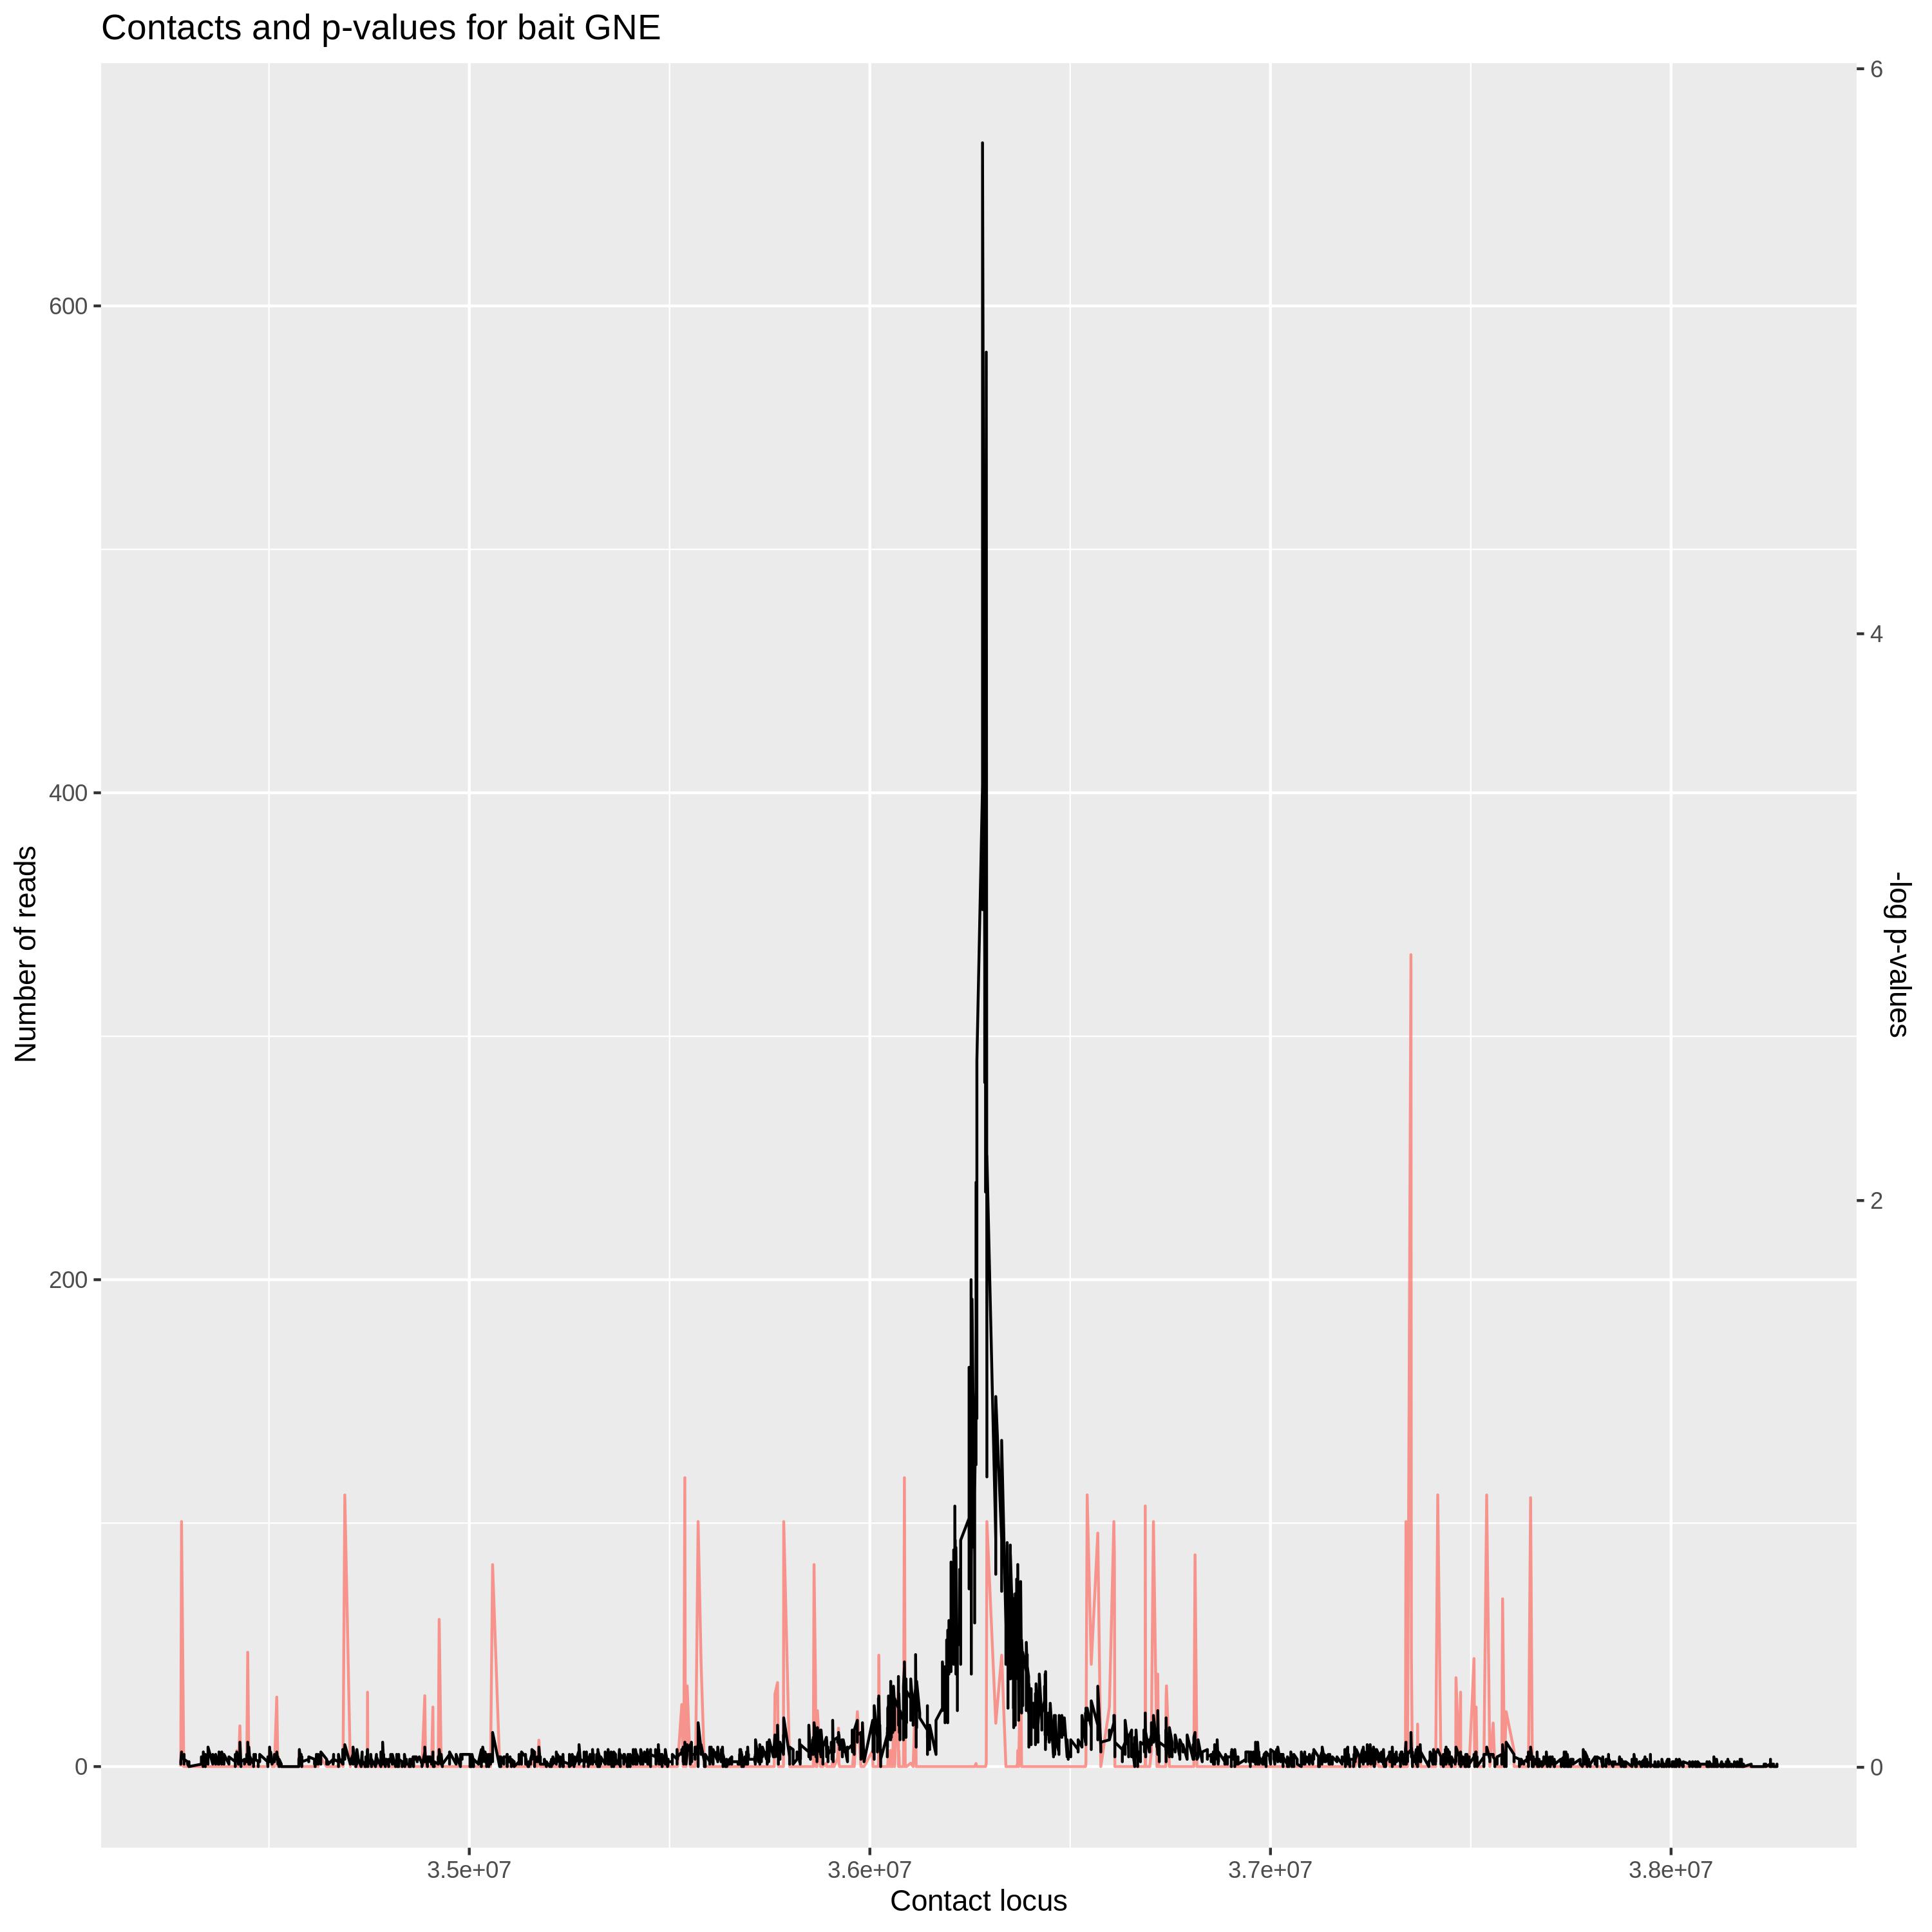 Contacts and p-values for bait GNE
6
600
4
400
Number of reads
-log p-values
2
200
0
0
3.5e+07
3.6e+07
3.7e+07
3.8e+07
Contact locus